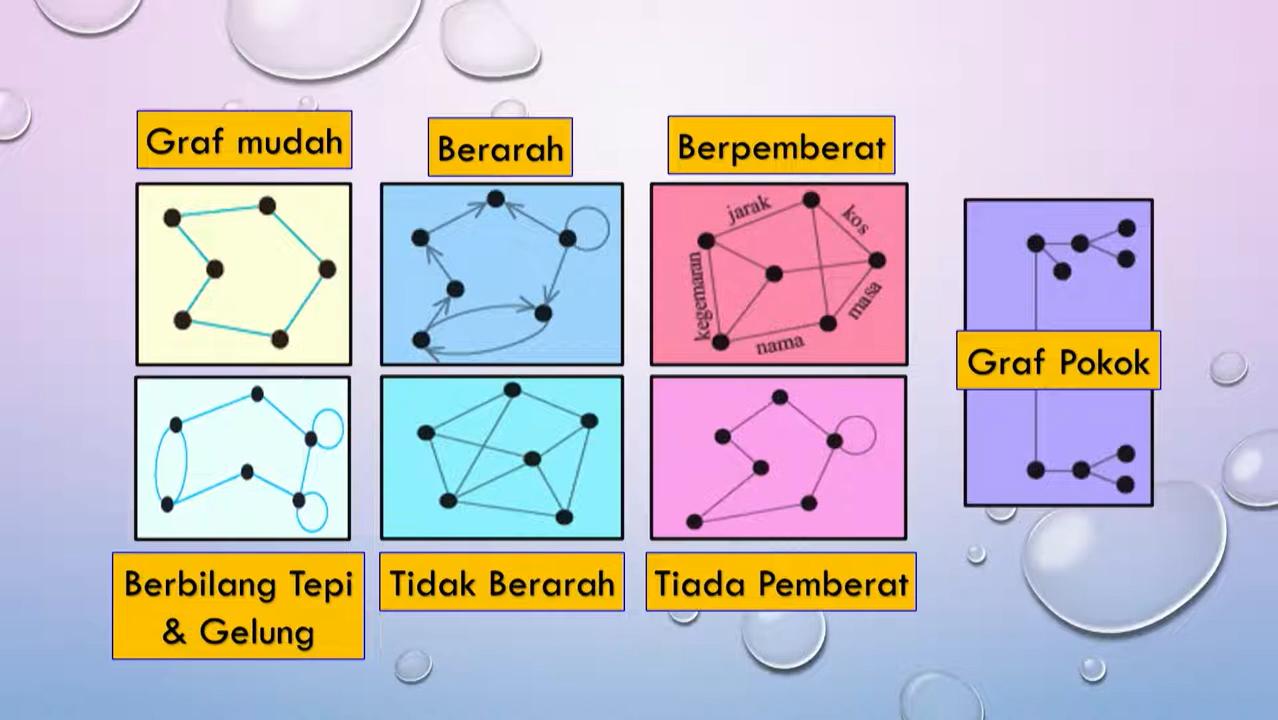 Graf mudah
Berarah
Berpemberat
jarak
kos
kegemaran
masa
nama
Graf Pokok
Berbilang Tepi
& Gelung
Tidak Berarah
Tiada Pemberat